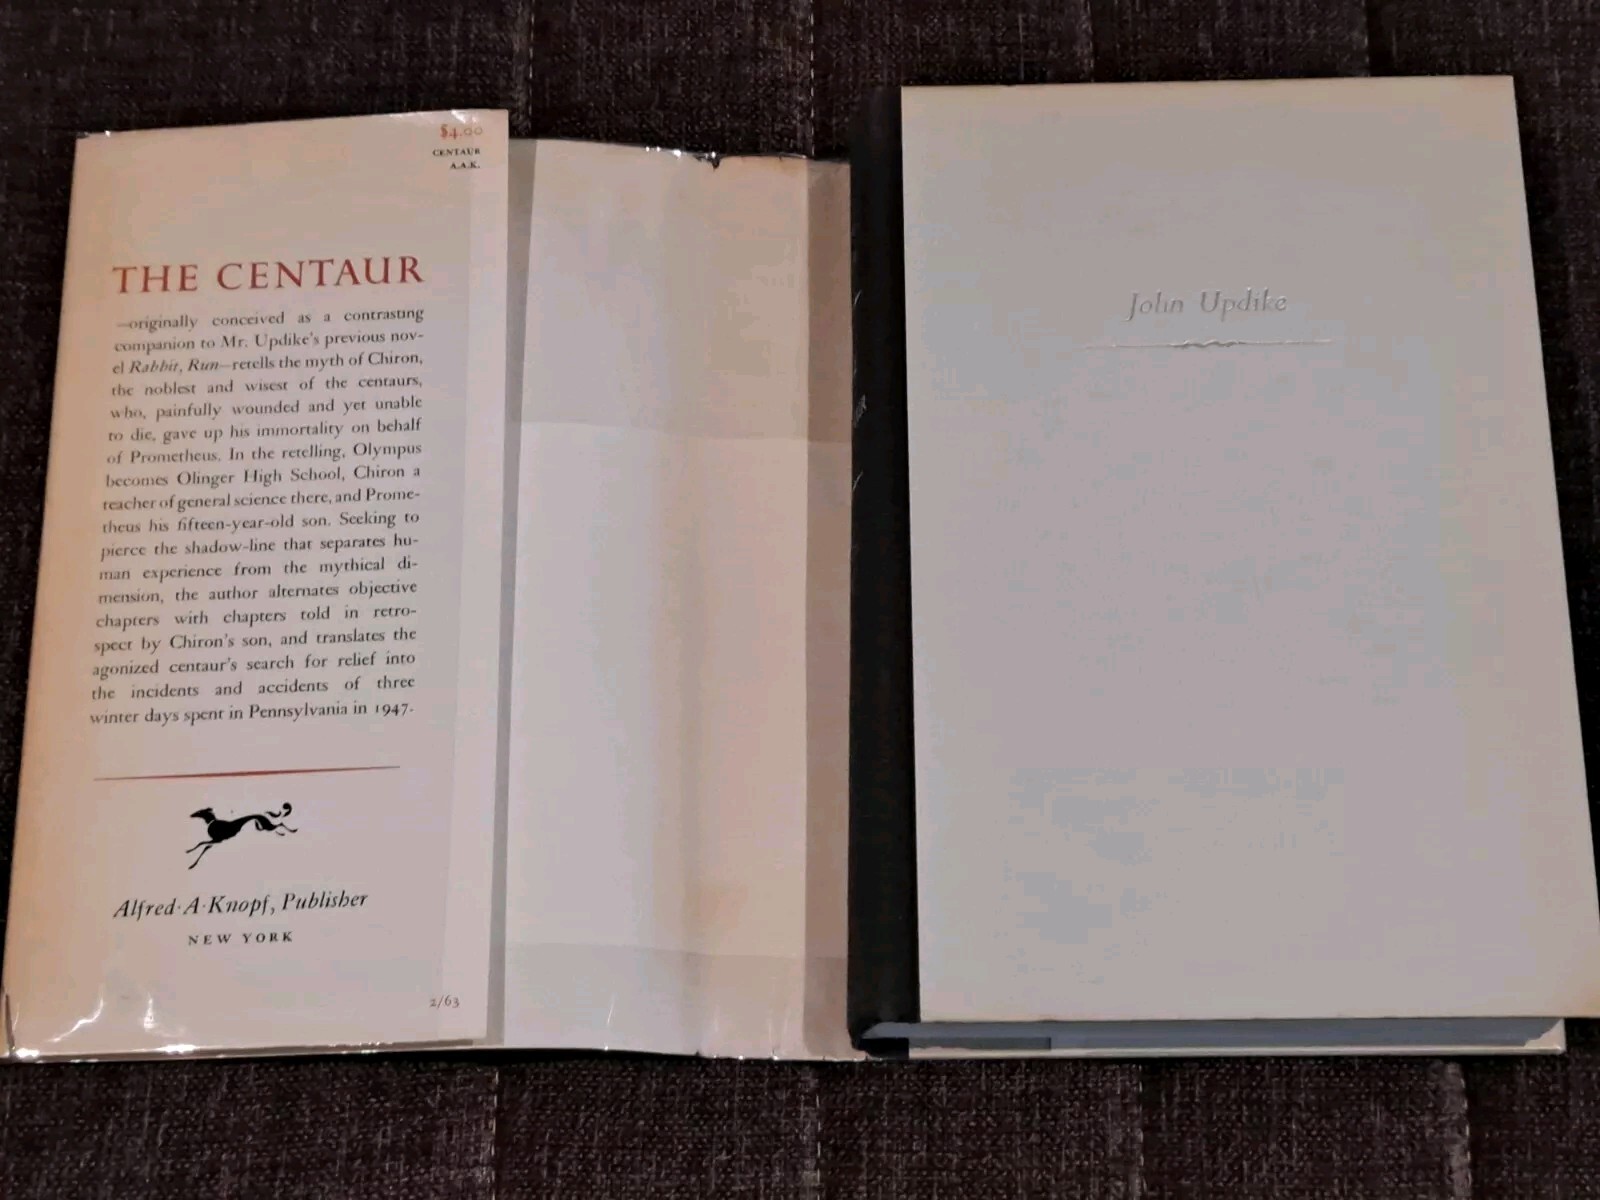 $4.00
CENTAUR
A.A.K.
THE CENTAUR
—originally conceived as a contrasting
companion to Mr. Updike's previous nov-
el Rabbit, Run—retells the myth of Chiron,
the noblest and wisest of the centaurs,
who, painfully wounded and yet unable
to die, gave up his immortality on behalf
of Prometheus. In the retelling, Olympus
becomes Olinger High School, Chiron a
teacher of general science there, and Prome-
theus his fifteen-year-old son. Seeking to
pierce the shadow-line that separates hu-
man experience from the mythical di-
mension, the author alternates objective
chapters with chapters told in retro-
spect by Chiron's son, and translates the
agonized centaur's search for relief into
the incidents and accidents of three
winter days spent in Pennsylvania in 1947.
Alfred·A·Knopf, Publisher
NEW YORK
2/63
John Updike